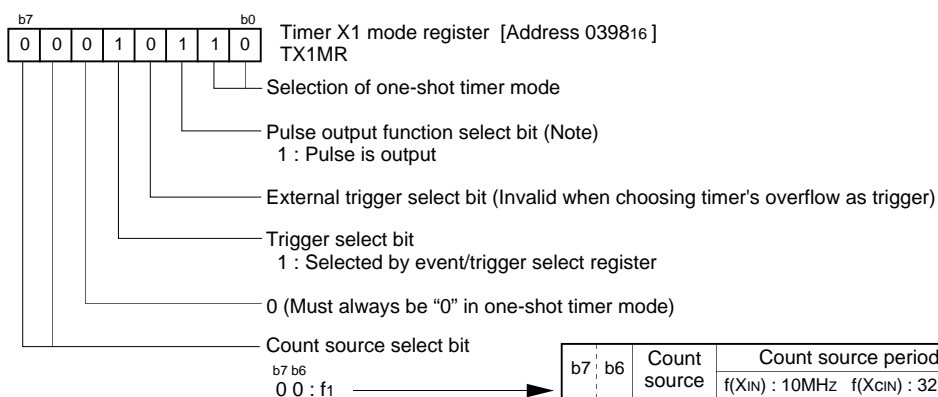 b7 b0
0 0 0 1 0 1 1 0
Timer X1 mode register [Address 039816]
TX1MR
Selection of one-shot timer mode
Pulse output function select bit (Note)
1 : Pulse is output
External trigger select bit (Invalid when choosing timer's overflow as trigger)
Trigger select bit
1 : Selected by event/trigger select register
0 (Must always be “0” in one-shot timer mode)
Count source select bit
b7 b6
0 0 : f1
b7 b6 Count source Count source period
f(XIN) : 10MHZ f(XCIN) : 32